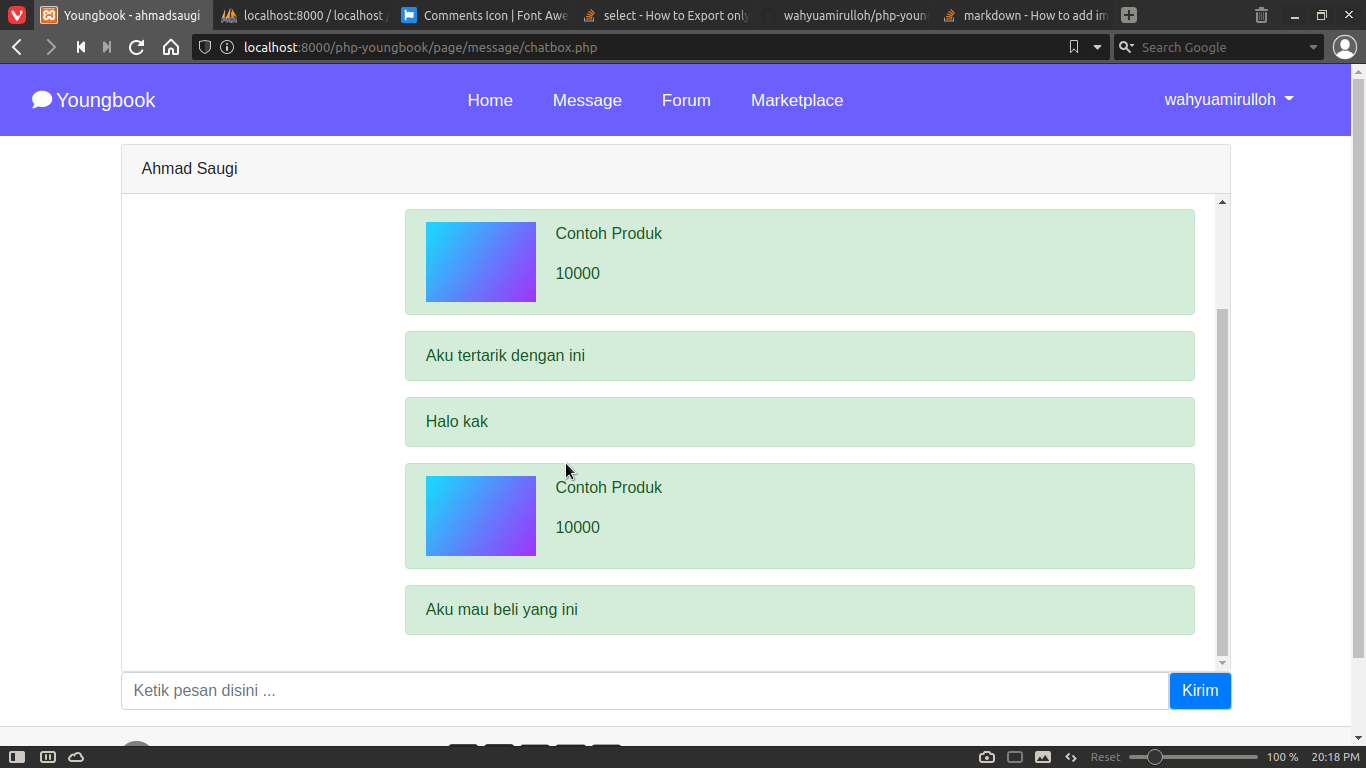 Youngbook - ahmadsaugi
localhost:8000 / localhost /
Comments Icon | Font Awe
select - How to Export only
wahyuamirulloh/php-youn
markdown - How to add im
localhost:8000/php-youngbook/page/message/chatbox.php
Search Google
Youngbook
Home
Message
Forum
Marketplace
wahyuamirulloh
Ahmad Saugi
Contoh Produk
10000
Aku tertarik dengan ini
Halo kak
Contoh Produk
10000
Aku mau beli yang ini
Ketik pesan disini ...
Kirim
Reset
100 %
20:18 PM